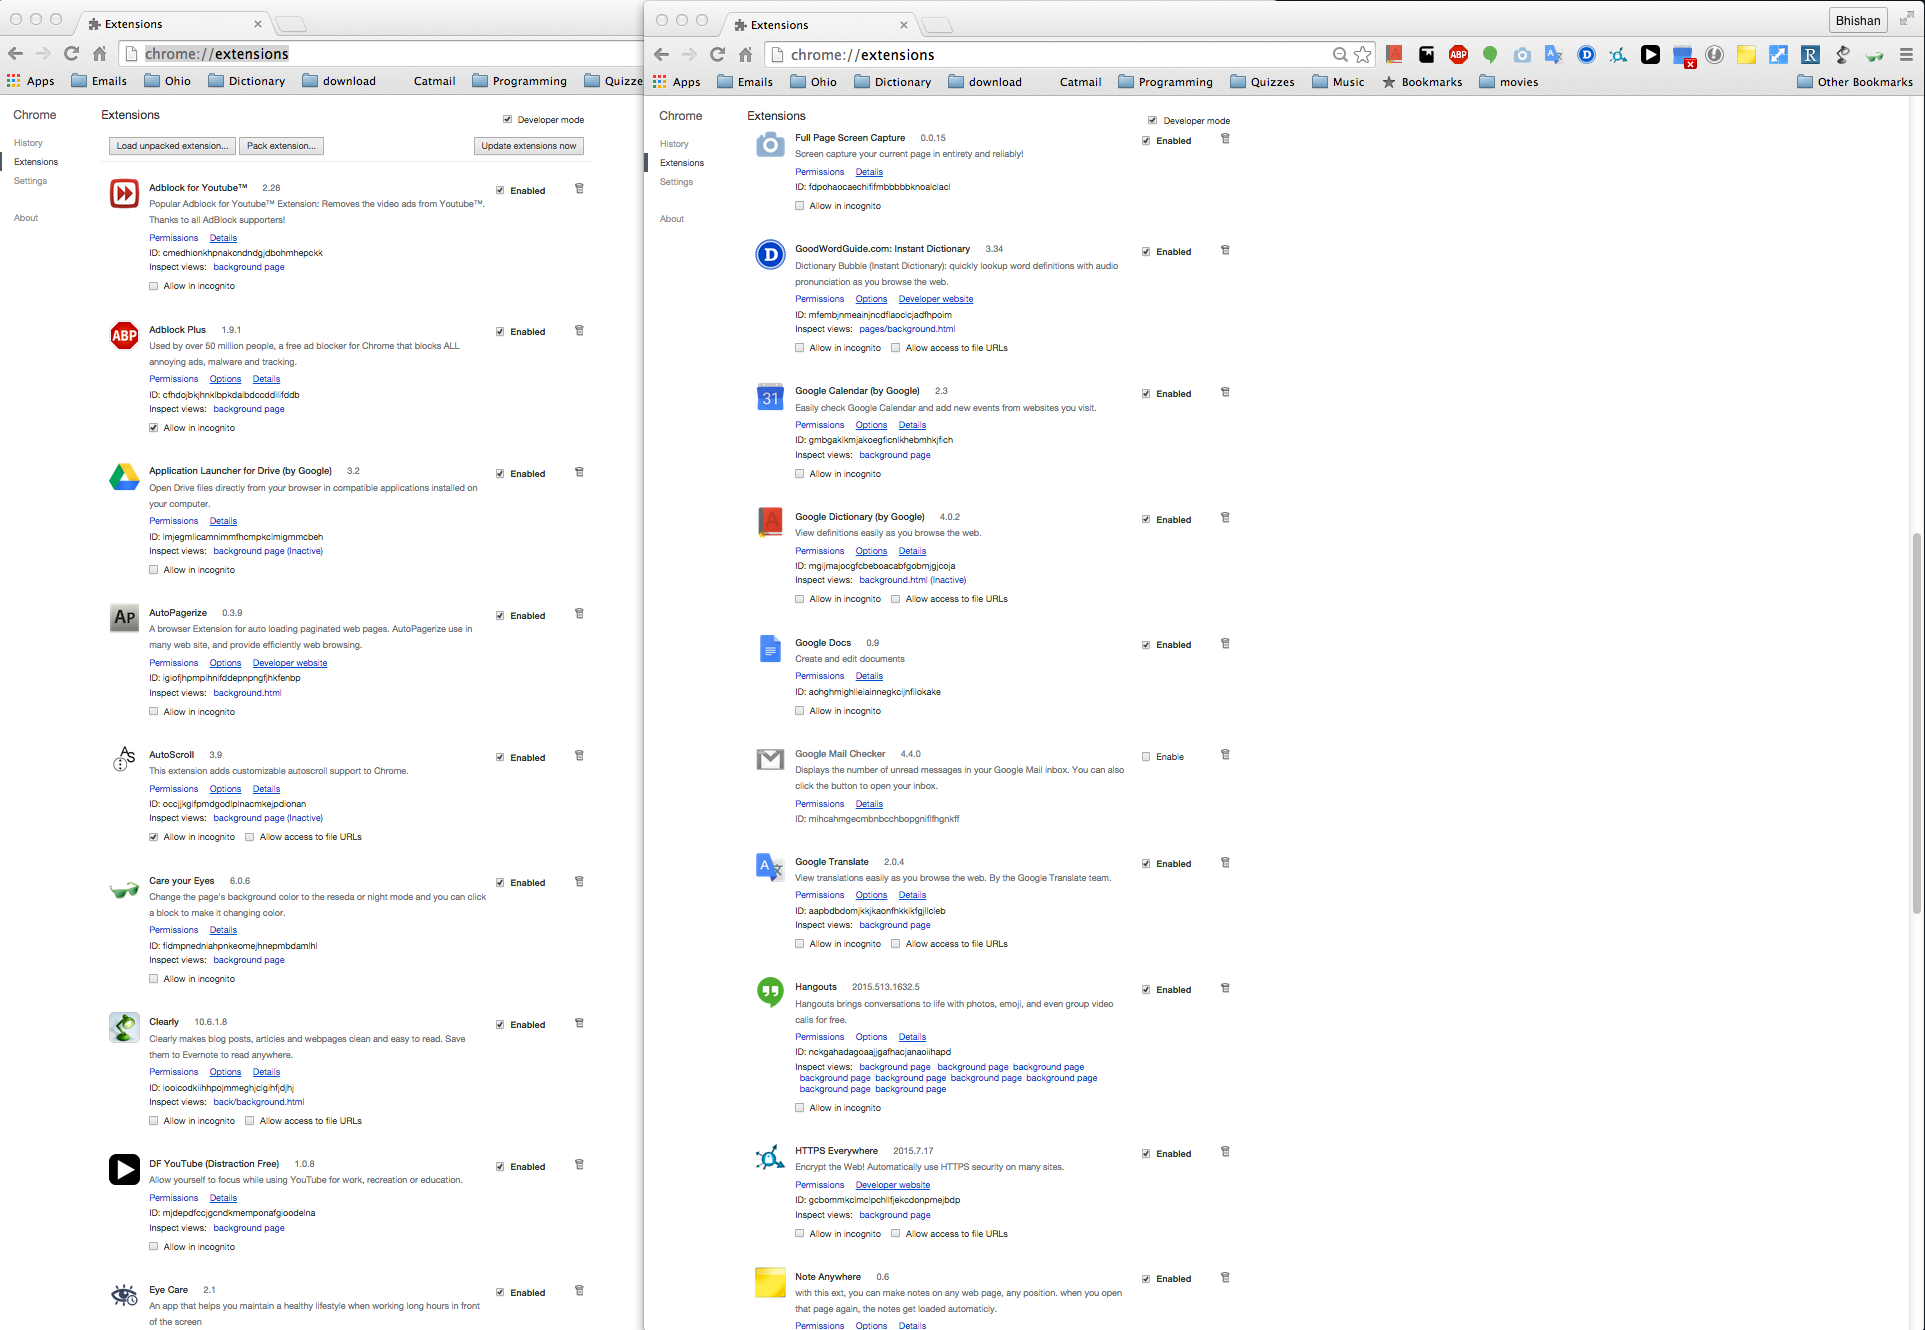 Extensions
chrome://extensions
Apps Emails Ohio Dictionary download Catmail Programming Quizze
Chrome
History
Extensions
Settings
About
Extensions
Developer mode
Load unpacked extension... Pack extension... Update extensions now
Adblock for Youtube™ 2.28 Enabled
Popular Adblock for Youtube™ Extension: Removes the video ads from Youtube™.
Thanks to all AdBlock supporters!
Permissions Details
ID: cmedhionkhpnakcndndgjdbohmhepckk
Inspect views: background page
Allow in incognito
ABP
Adblock Plus 1.9.1 Enabled
Used by over 50 million people, a free ad blocker for Chrome that blocks ALL
annoying ads, malware and tracking.
Permissions Options Details
ID: cfhdojbkjhnklbpkdaibdccddilifddb
Inspect views: background page
Allow in incognito
Application Launcher for Drive (by Google) 3.2 Enabled
Open Drive files directly from your browser in compatible applications installed on
your computer.
Permissions Details
ID: lmjegmlicamnimmfhcmpkclmigmmcbeh
Inspect views: background page (Inactive)
Allow in incognito
AP
AutoPagerize 0.3.9 Enabled
A browser Extension for auto loading paginated web pages. AutoPagerize use in
many web site, and provide efficiently web browsing.
Permissions Options Developer website
ID: igiofjhpmpihnifddepnpngfjhkfenbp
Inspect views: background.html
Allow in incognito
AS
AutoScroll 3.9 Enabled
This extension adds customizable autoscroll support to Chrome.
Permissions Options Details
ID: occjjkgifpmdgodlplnacmkejpdionan
Inspect views: background page (Inactive)
Allow in incognito Allow access to file URLs
Care your Eyes 6.0.6 Enabled
Change the page's background color to the reseda or night mode and you can click
a block to make it changing color.
Permissions Details
ID: fidmpnedniahpnkeomejhnepmbdamlhl
Inspect views: background page
Allow in incognito
Clearly 10.6.1.8 Enabled
Clearly makes blog posts, articles and webpages clean and easy to read. Save
them to Evernote to read anywhere.
Permissions Options Details
ID: iooicodkiihhpojmmeghjclgihfjdjhj
Inspect views: back/background.html
Allow in incognito Allow access to file URLs
DF YouTube (Distraction Free) 1.0.8 Enabled
Allow yourself to focus while using YouTube for work, recreation or education.
Permissions Details
ID: mjdepdfccjgcndkmemponafgioodelna
Inspect views: background page
Allow in incognito
Eye Care 2.1 Enabled
An app that helps you maintain a healthy lifestyle when working long hours in front
of the screen
Extensions
Bhishan
chrome://extensions
Apps Emails Ohio Dictionary download Catmail Programming Quizzes Music Bookmarks movies Other Bookmarks
Chrome
History
Extensions
Settings
About
Extensions
Developer mode
Full Page Screen Capture 0.0.15 Enabled
Screen capture your current page in entirety and reliably!
Permissions Details
ID: fdpohaocaechififmbbbbbknoalclacl
Allow in incognito
D
GoodWordGuide.com: Instant Dictionary 3.34 Enabled
Dictionary Bubble (Instant Dictionary): quickly lookup word definitions with audio
pronunciation as you browse the web.
Permissions Options Developer website
ID: mfembjnmeainjncdflaoclcjadfhpoim
Inspect views: pages/background.html
Allow in incognito Allow access to file URLs
31
Google Calendar (by Google) 2.3 Enabled
Easily check Google Calendar and add new events from websites you visit.
Permissions Options Details
ID: gmbgaklkmjakoegficnlkhebmhkjfich
Inspect views: background page
Allow in incognito
Google Dictionary (by Google) 4.0.2 Enabled
View definitions easily as you browse the web.
Permissions Options Details
ID: mgijmajocgfcbeboacabfgobmjgjcoja
Inspect views: background.html (Inactive)
Allow in incognito Allow access to file URLs
Google Docs 0.9 Enabled
Create and edit documents
Permissions Details
ID: aohghmighlieiainnegkcijnfilokake
Allow in incognito
Google Mail Checker 4.4.0 Enable
Displays the number of unread messages in your Google Mail inbox. You can also
click the button to open your inbox.
Permissions Details
ID: mihcahmgecmbnbcchbopgniflfhgnkff
Google Translate 2.0.4 Enabled
View translations easily as you browse the web. By the Google Translate team.
Permissions Options Details
ID: aapbdbdomjkkjkaonfhkkikfgjllcleb
Inspect views: background page
Allow in incognito Allow access to file URLs
Hangouts 2015.513.1632.5 Enabled
Hangouts brings conversations to life with photos, emoji, and even group video
calls for free.
Permissions Options Details
ID: nckgahadagoaajjgafhacjanaoiihapd
Inspect views: background page background page background page
background page background page background page background page
background page background page
Allow in incognito
HTTPS Everywhere 2015.7.17 Enabled
Encrypt the Web! Automatically use HTTPS security on many sites.
Permissions Developer website
ID: gcbommkclmclpchllfjekcdonpmejbdp
Inspect views: background page
Allow in incognito Allow access to file URLs
Note Anywhere 0.6 Enabled
with this ext, you can make notes on any web page, any position. when you open
that page again, the notes get loaded automaticly.
Permissions Options Details